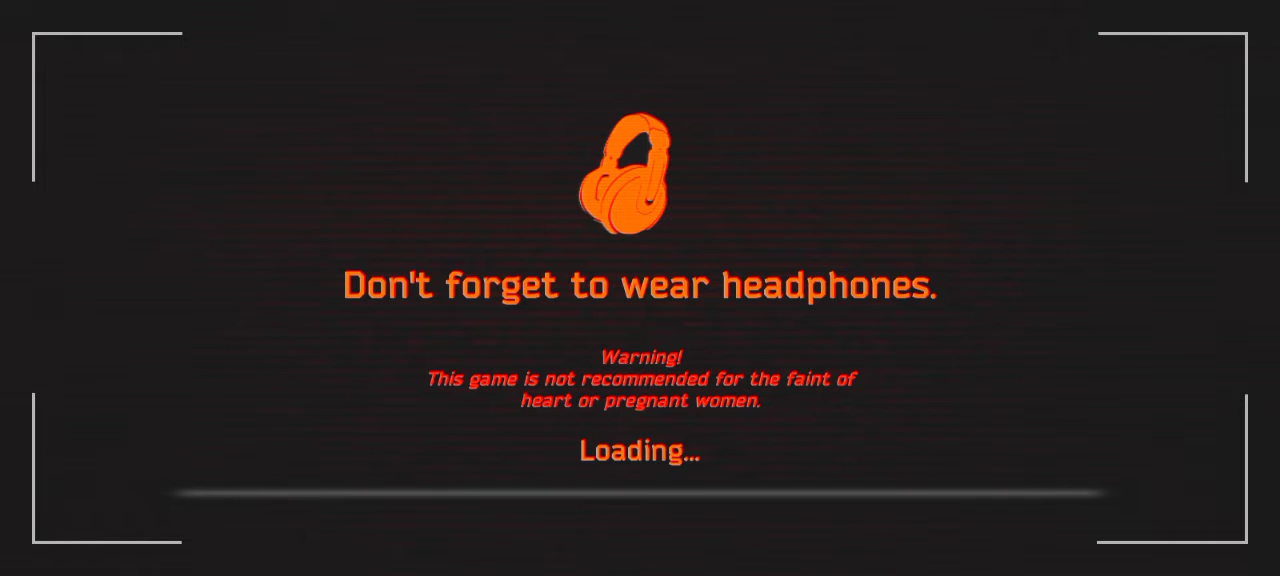 Don't forget to wear headphones.
Warning!
This game is not recommended for the faint of
heart or pregnant women.
Loading...